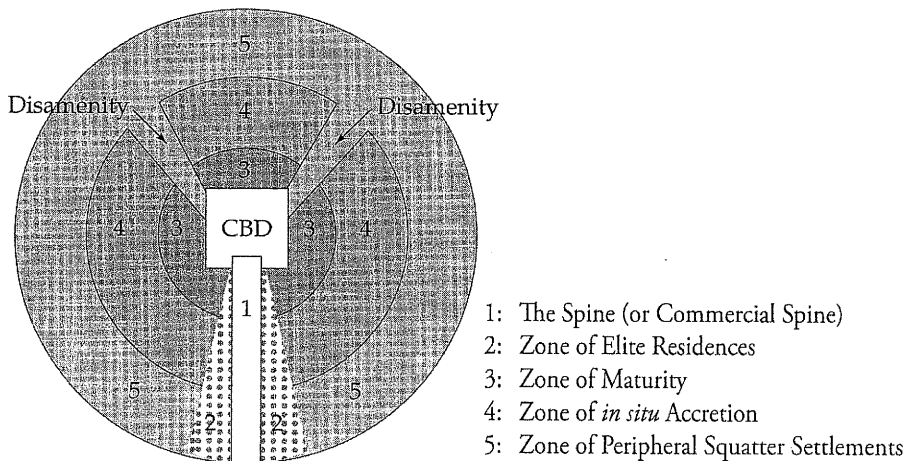 5
Disamenity
4
Disamenity
3
4
3
CBD
3
4
1
5
5
2
2
1: The Spine (or Commercial Spine)
2: Zone of Elite Residences
3: Zone of Maturity
4: Zone of in situ Accretion
5: Zone of Peripheral Squatter Settlements